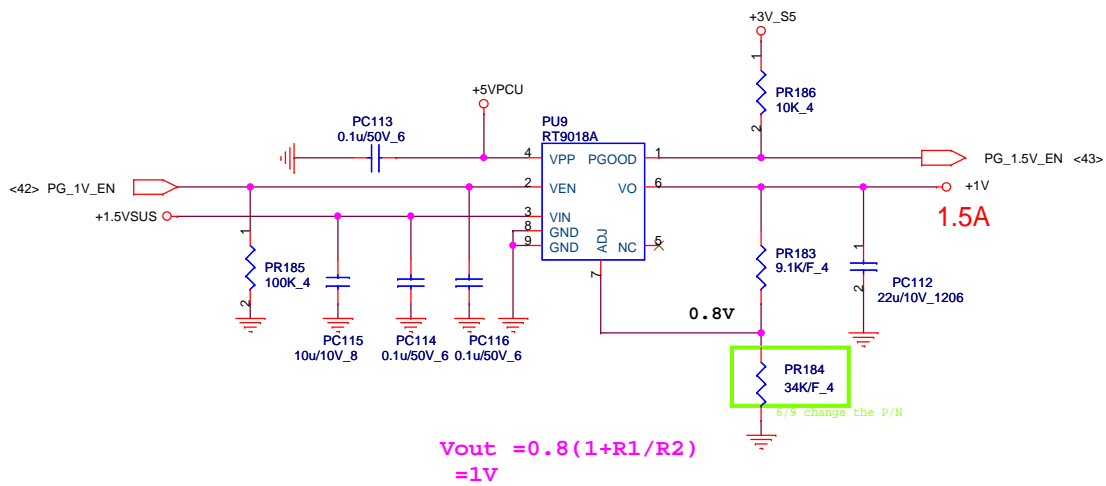 +3V_S5
1
PR186
10K_4
2
+5VPCU
PC113
0.1u/50V_6
PU9
RT9018A
4 VPP PGOOD 1
PG_1.5V_EN <43>
<42> PG_1V_EN
2 VEN VO 6
+1V
+1.5VSUS
3 VIN
1.5A
8 GND
9 GND
ADJ
NC 5
7
1
PR185
100K_4
2
PR183
9.1K/F_4
1
PC112
2
22u/10V_1206
0.8V
PC115
10u/10V_8
PC114
0.1u/50V_6
PC116
0.1u/50V_6
PR184
34K/F_4
6/9 change the P/N
Vout =0.8(1+R1/R2)
=1V